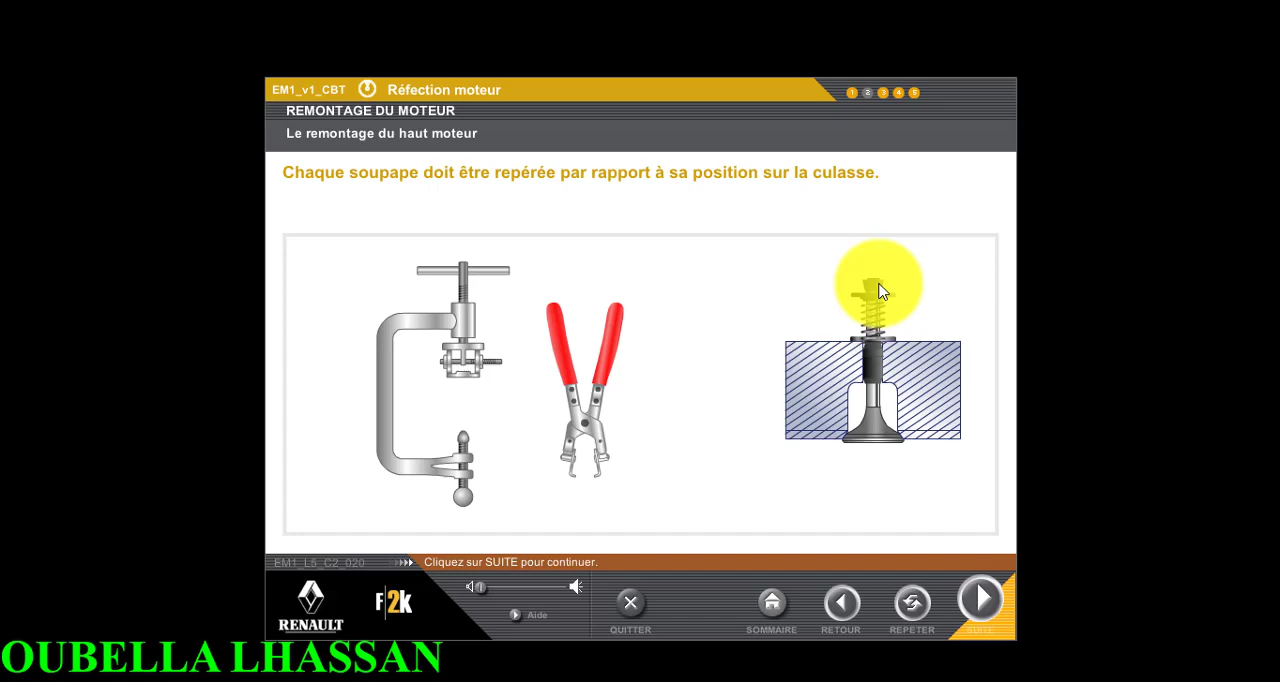 EM1_v1_CBT Réfection moteur
1 2 3 4 5
REMONTAGE DU MOTEUR
Le remontage du haut moteur
Chaque soupape doit être repérée par rapport à sa position sur la culasse.
EM1_L5_C2_020
Cliquez sur SUITE pour continuer.
F2k
Aide
RENAULT
QUITTER
SOMMAIRE
RETOUR
REPETER
SUITE
OUBELLA LHASSAN